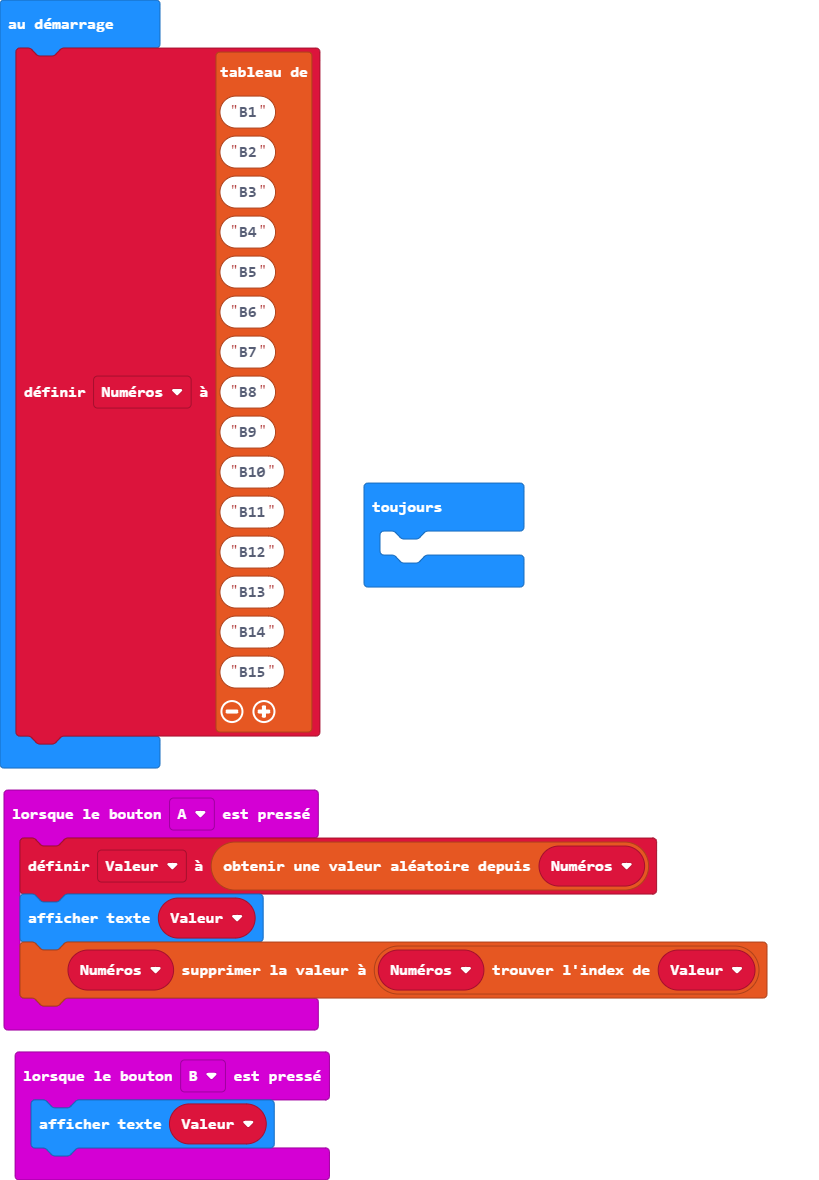 au démarrage
tableau de
"B1"
"B2"
"B3"
"B4"
"B5"
"B6"
"B7"
définir Numéros à "B8"
"B9"
"B10"
"B11"
"B12"
"B13"
"B14"
"B15"
toujours
lorsque le bouton A est pressé
définir Valeur à obtenir une valeur aléatoire depuis Numéros
afficher texte Valeur
Numéros supprimer la valeur à Numéros trouver l'index de Valeur
lorsque le bouton B est pressé
afficher texte Valeur